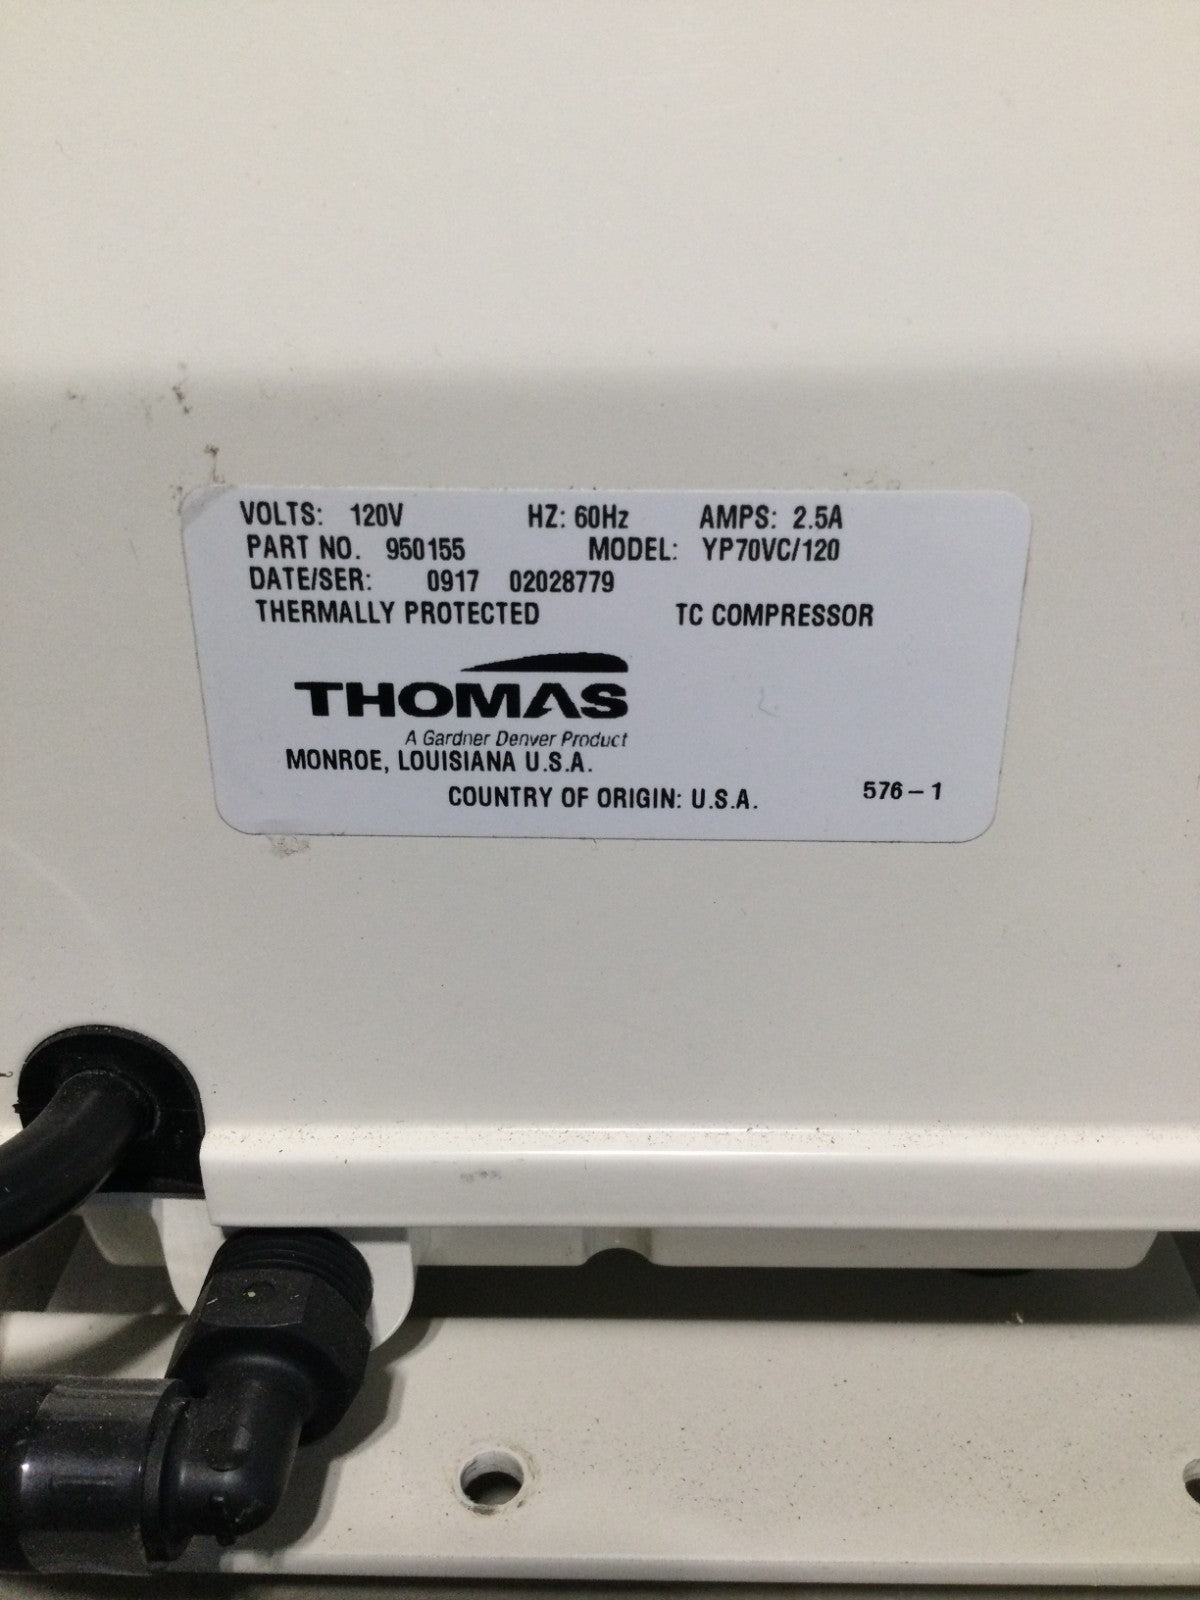 VOLTS: 120V HZ: 60Hz AMPS: 2.5A
PART NO. 950155 MODEL: YP70VC/120
DATE/SER: 0917 02028779
THERMALLY PROTECTED TC COMPRESSOR
THOMAS
A Gardner Denver Product
MONROE, LOUISIANA U.S.A.
COUNTRY OF ORIGIN: U.S.A. 576-1